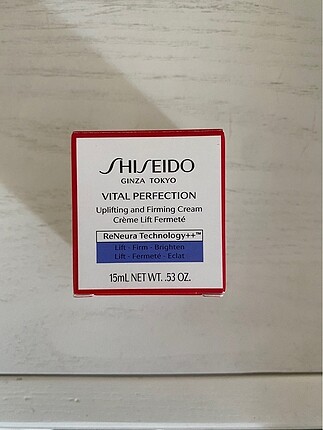 SHISEIDO
GINZA TOKYO
VITAL PERFECTION
Uplifting and Firming Cream
Crème Lift Fermeté
ReNeura Technology++™
Lift - Firm - Brighten
Lift - Fermeté - Eclat
15mL NET WT. .53 OZ.